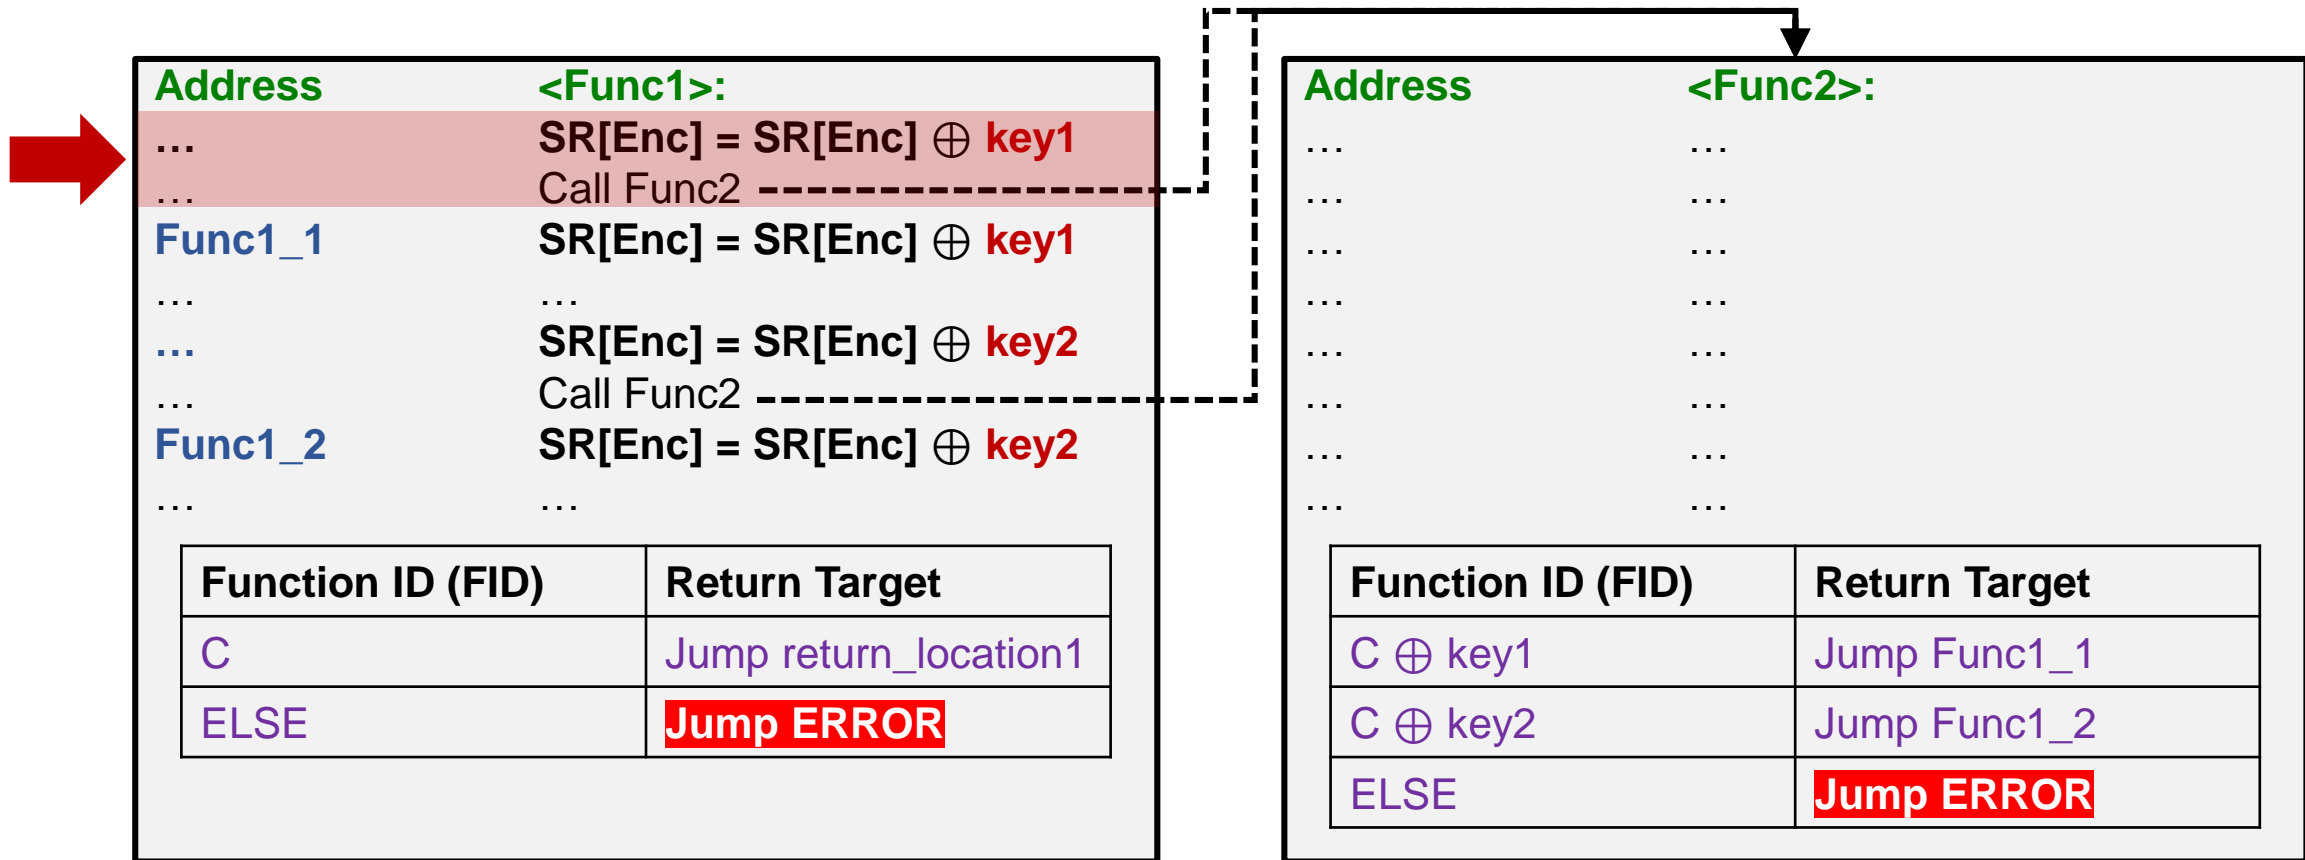 Address <Func1>:
… SR[Enc] = SR[Enc] ⊕ key1
… Call Func2
Func1_1 SR[Enc] = SR[Enc] ⊕ key1
… …
… SR[Enc] = SR[Enc] ⊕ key2
… Call Func2
Func1_2 SR[Enc] = SR[Enc] ⊕ key2
… …
Function ID (FID) Return Target
C Jump return_location1
ELSE Jump ERROR
Address <Func2>:
… …
… …
… …
… …
… …
… …
… …
… …
Function ID (FID) Return Target
C ⊕ key1 Jump Func1_1
C ⊕ key2 Jump Func1_2
ELSE Jump ERROR